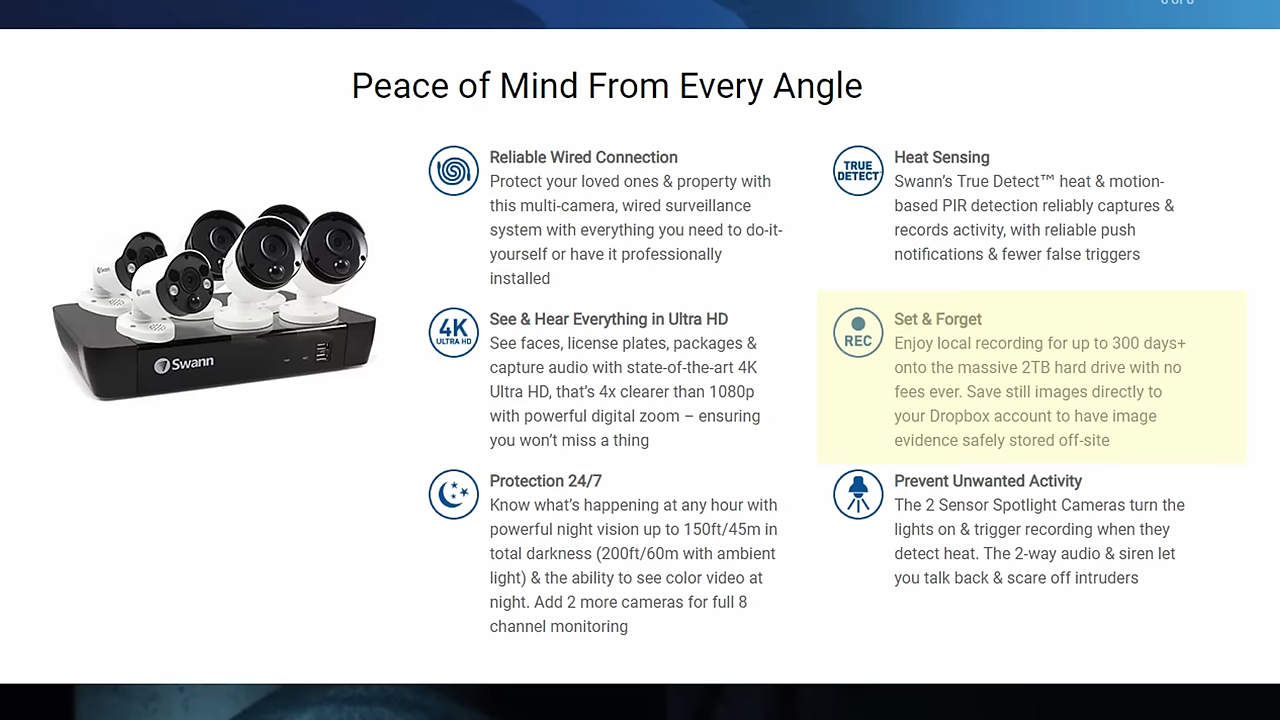 Peace of Mind From Every Angle
Reliable Wired Connection
Protect your loved ones & property with
this multi-camera, wired surveillance
system with everything you need to do-it-
yourself or have it professionally
installed
4K
ULTRA HD
See & Hear Everything in Ultra HD
See faces, license plates, packages &
capture audio with state-of-the-art 4K
Ultra HD, that's 4x clearer than 1080p
with powerful digital zoom – ensuring
you won't miss a thing
Protection 24/7
Know what's happening at any hour with
powerful night vision up to 150ft/45m in
total darkness (200ft/60m with ambient
light) & the ability to see color video at
night. Add 2 more cameras for full 8
channel monitoring
TRUE
DETECT
Heat Sensing
Swann's True Detect™ heat & motion-
based PIR detection reliably captures &
records activity, with reliable push
notifications & fewer false triggers
REC
Set & Forget
Enjoy local recording for up to 300 days+
onto the massive 2TB hard drive with no
fees ever. Save still images directly to
your Dropbox account to have image
evidence safely stored off-site
Prevent Unwanted Activity
The 2 Sensor Spotlight Cameras turn the
lights on & trigger recording when they
detect heat. The 2-way audio & siren let
you talk back & scare off intruders
Swann